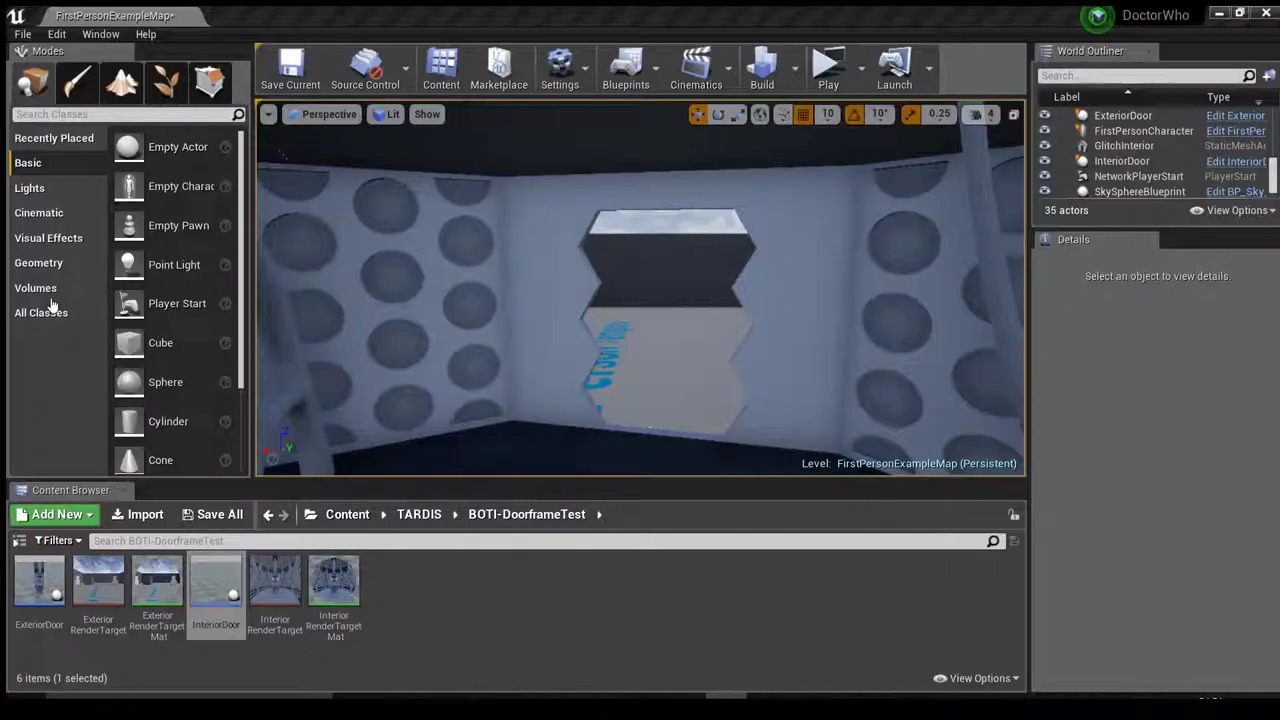 FirstPersonExampleMap*
DoctorWho
File Edit Window Help
Modes
Search Classes
Recently Placed
Basic
Lights
Cinematic
Visual Effects
Geometry
Volumes
All Classes
Empty Actor
Empty Charac
Empty Pawn
Point Light
Player Start
Cube
Sphere
Cylinder
Cone
Save Current
Source Control
Content
Marketplace
Settings
Blueprints
Cinematics
Build
Play
Launch
Perspective Lit Show
10 10° 0.25 4
Z
Y
Level: FirstPersonExampleMap (Persistent)
World Outliner
Search...
Label Type
ExteriorDoor Edit Exterior
FirstPersonCharacter Edit FirstPer
GlitchInterior StaticMeshAc
InteriorDoor Edit Interior
NetworkPlayerStart PlayerStart
SkySphereBlueprint Edit BP_Sky
35 actors View Options
Details
Select an object to view details.
Content Browser
Add New Import Save All Content TARDIS BOTI-DoorframeTest
Filters Search BOTI-DoorframeTest
ExteriorDoor
Exterior
RenderTarget
Exterior
RenderTarget
Mat
InteriorDoor
Interior
RenderTarget
Interior
RenderTarget
Mat
6 items (1 selected) View Options